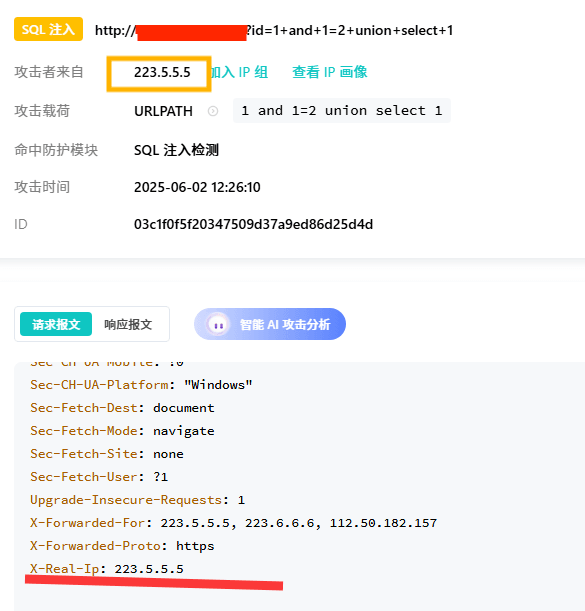 SQL 注入 http:// ?id=1+and+1=2+union+select+1
攻击者来自 223.5.5.5 加入 IP 组 查看 IP 画像
攻击载荷 URLPATH 1 and 1=2 union select 1
命中防护模块 SQL 注入检测
攻击时间 2025-06-02 12:26:10
ID 03c1f0f5f20347509d37a9ed86d25d4d
请求报文 响应报文 智能 AI 攻击分析
Sec-CH-UA-Mobile: ?0
Sec-CH-UA-Platform: "Windows"
Sec-Fetch-Dest: document
Sec-Fetch-Mode: navigate
Sec-Fetch-Site: none
Sec-Fetch-User: ?1
Upgrade-Insecure-Requests: 1
X-Forwarded-For: 223.5.5.5, 223.6.6.6, 112.50.182.157
X-Forwarded-Proto: https
X-Real-Ip: 223.5.5.5